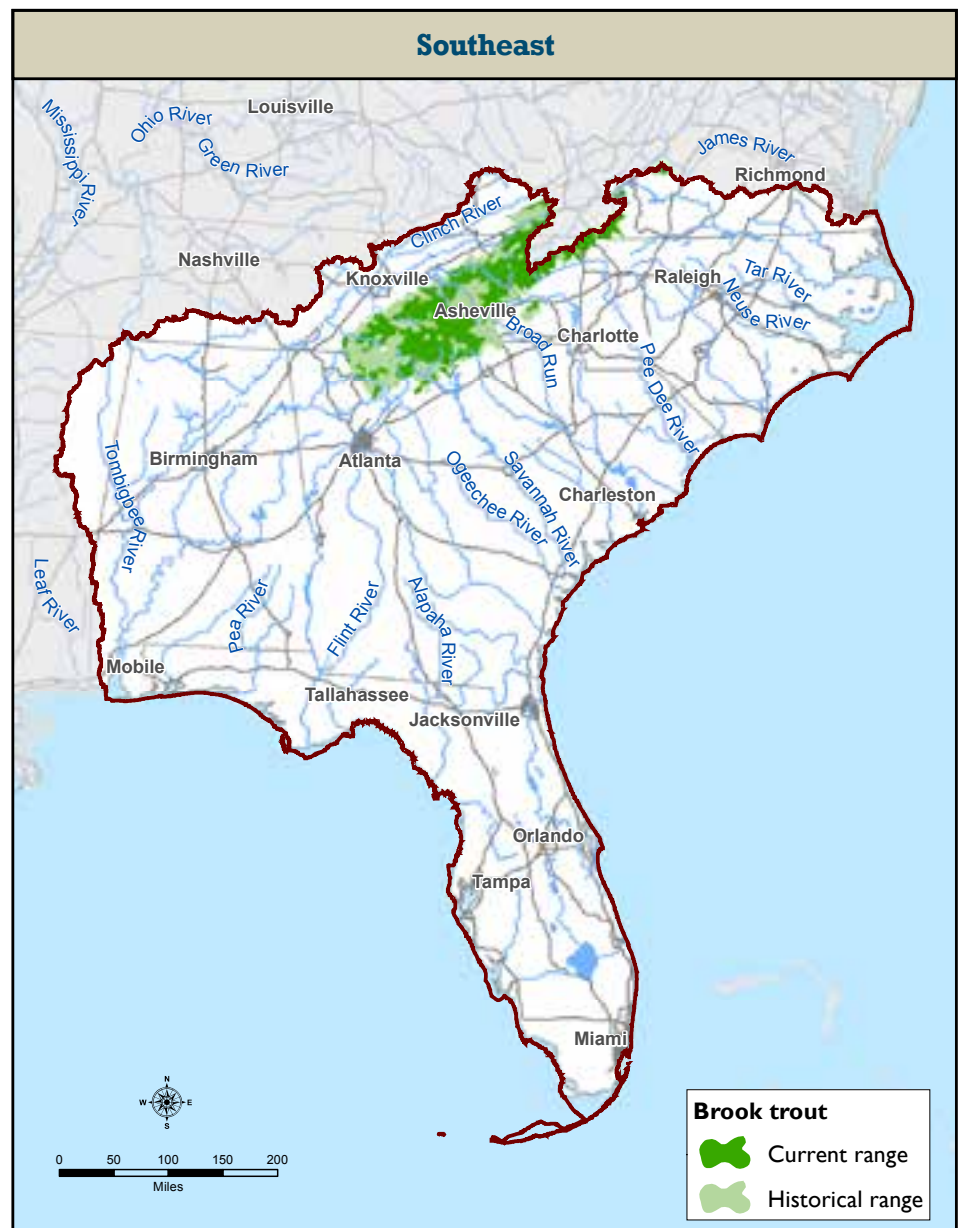 Southeast
Louisville
Mississippi River
Ohio River
Green River
James River
Richmond
Clinch River
Nashville
Knoxville
Raleigh
Tar River
Neuse River
Asheville
Broad Run
Charlotte
Pee Dee River
Birmingham
Atlanta
Tombigbee River
Ogeechee River
Savannah River
Charleston
Leaf River
Pea River
Flint River
Alapaha River
Mobile
Tallahassee
Jacksonville
Orlando
Tampa
Miami
N
W E
S
0 50 100 150 200
Miles
Brook trout
Current range
Historical range